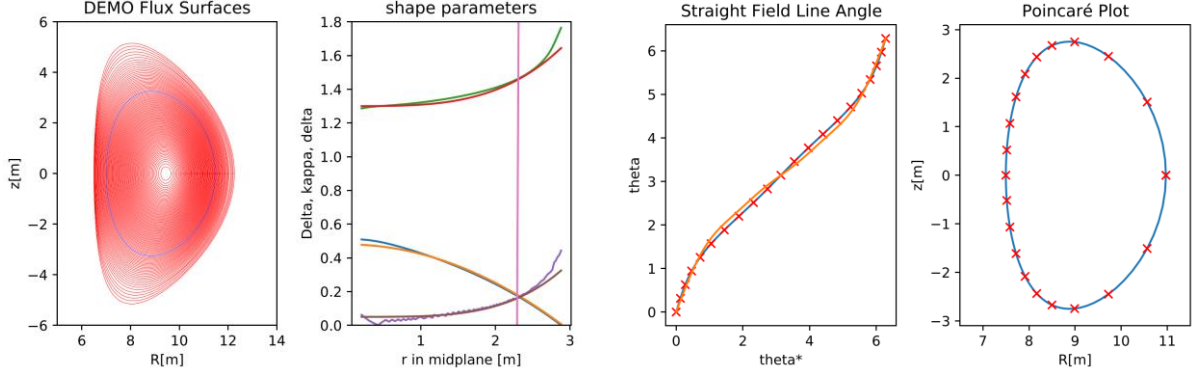 DEMO Flux Surfaces
6
4
2
0
−2
−4
−6
z[m]
6 8 10 12 14
R[m]
shape parameters
1.8
1.6
1.4
1.2
1.0
0.8
0.6
0.4
0.2
0.0
Delta, kappa, delta
1 2 3
r in midplane [m]
Straight Field Line Angle
6
5
4
3
2
1
0
theta
0 2 4 6
theta*
Poincaré Plot
3
2
1
0
−1
−2
−3
z[m]
7 8 9 10 11
R[m]